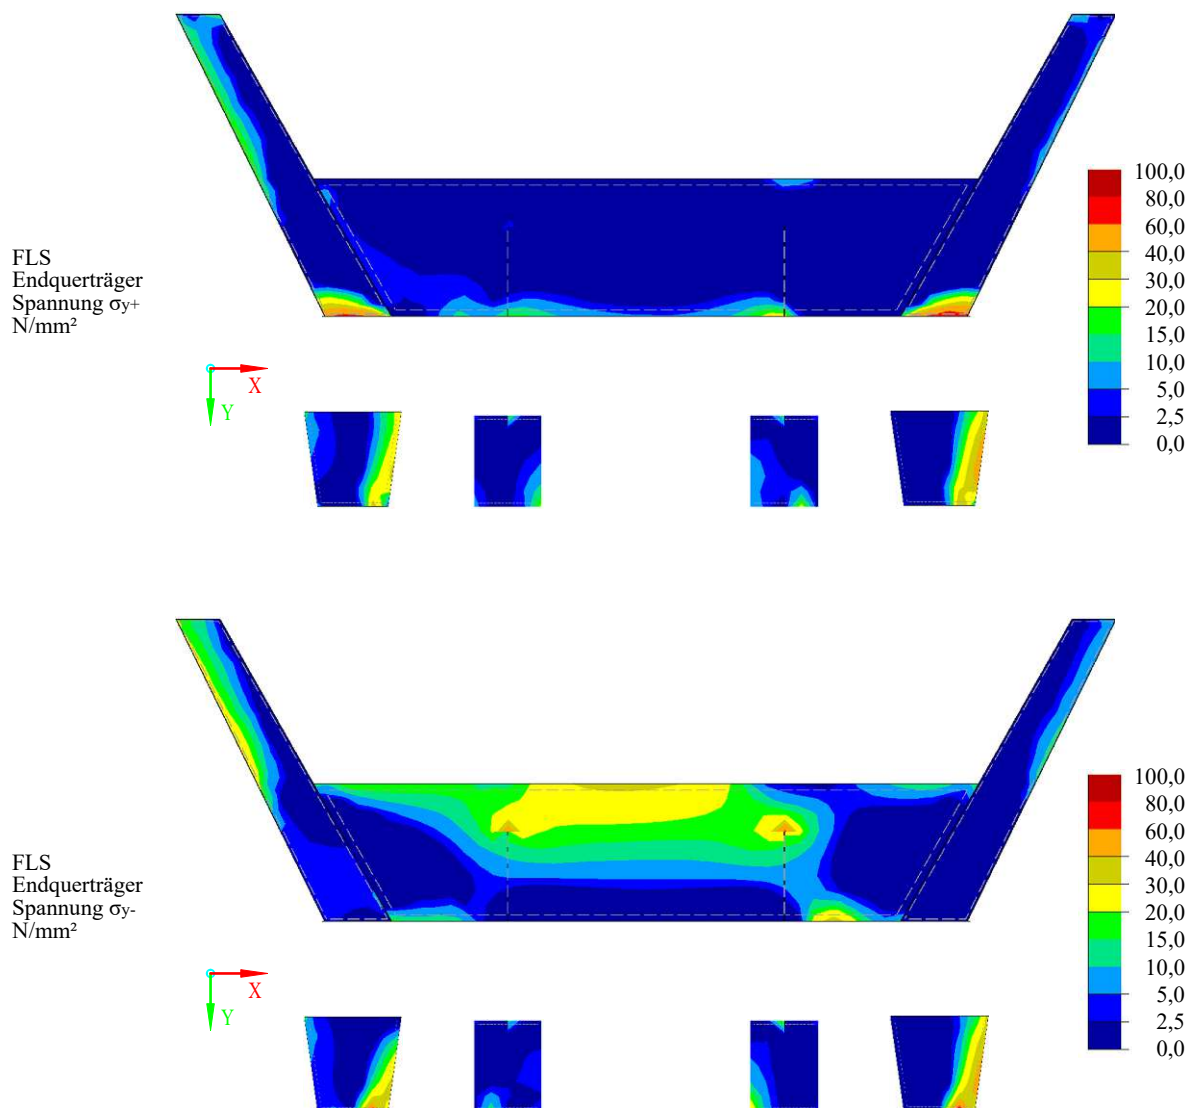 FLS
Endquerträger
Spannung σy+
N/mm²
100,0
80,0
60,0
40,0
30,0
20,0
15,0
10,0
5,0
2,5
0,0
X
Y
FLS
Endquerträger
Spannung σy-
N/mm²
100,0
80,0
60,0
40,0
30,0
20,0
15,0
10,0
5,0
2,5
0,0
X
Y